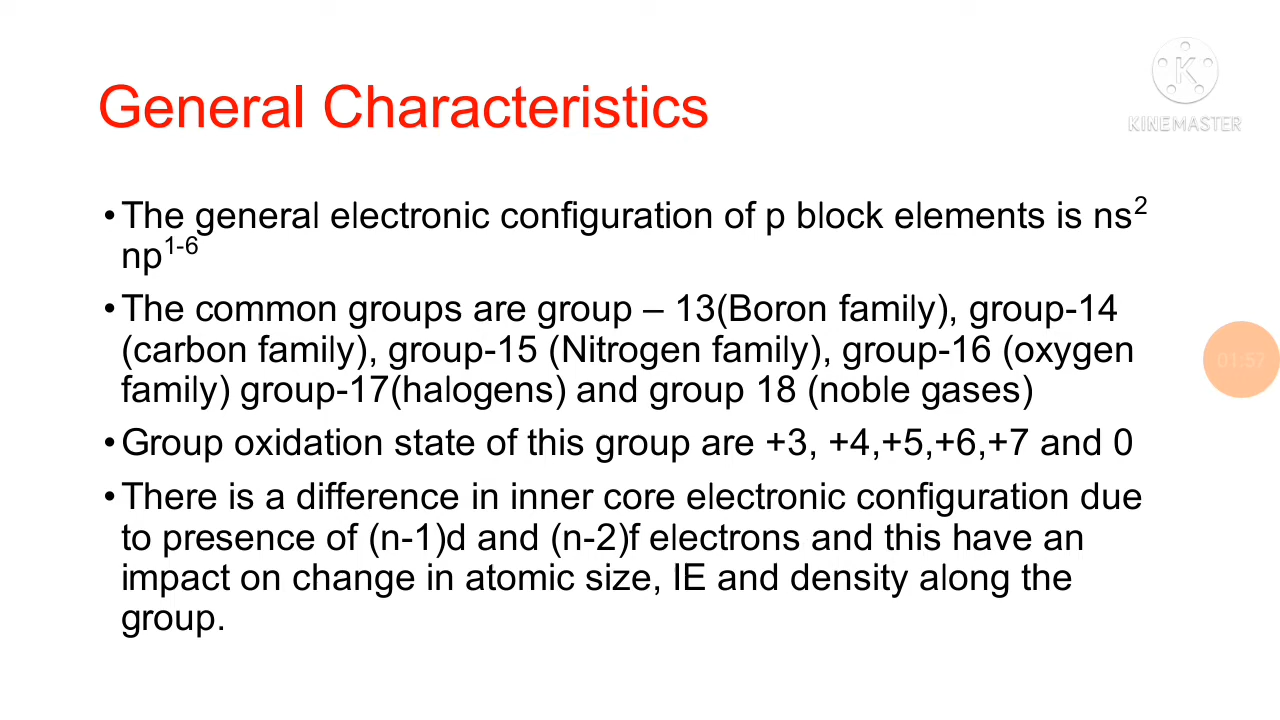 General Characteristics
K
KINEMASTER
•The general electronic configuration of p block elements is ns²
np¹⁻⁶
•The common groups are group – 13(Boron family), group-14
(carbon family), group-15 (Nitrogen family), group-16 (oxygen
family) group-17(halogens) and group 18 (noble gases)
•Group oxidation state of this group are +3, +4,+5,+6,+7 and 0
•There is a difference in inner core electronic configuration due
to presence of (n-1)d and (n-2)f electrons and this have an
impact on change in atomic size, IE and density along the
group.
01:57